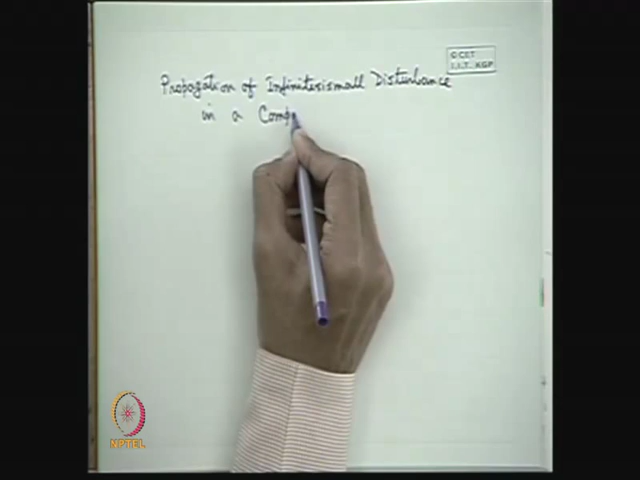 © CET
I.I.T. KGP
Propagation of Infinitesimall Disturbance
in a Comp
NPTEL